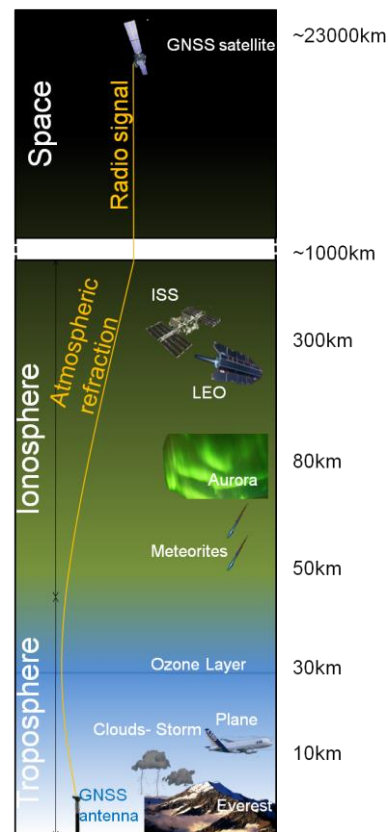 GNSS satellite
~23000km
Space
Radio signal
~1000km
ISS
Atmospheric
refraction
300km
LEO
Ionosphere
Aurora
80km
Meteorites
50km
Ozone Layer
30km
Troposphere
Plane
Clouds- Storm
10km
GNSS
antenna
Everest